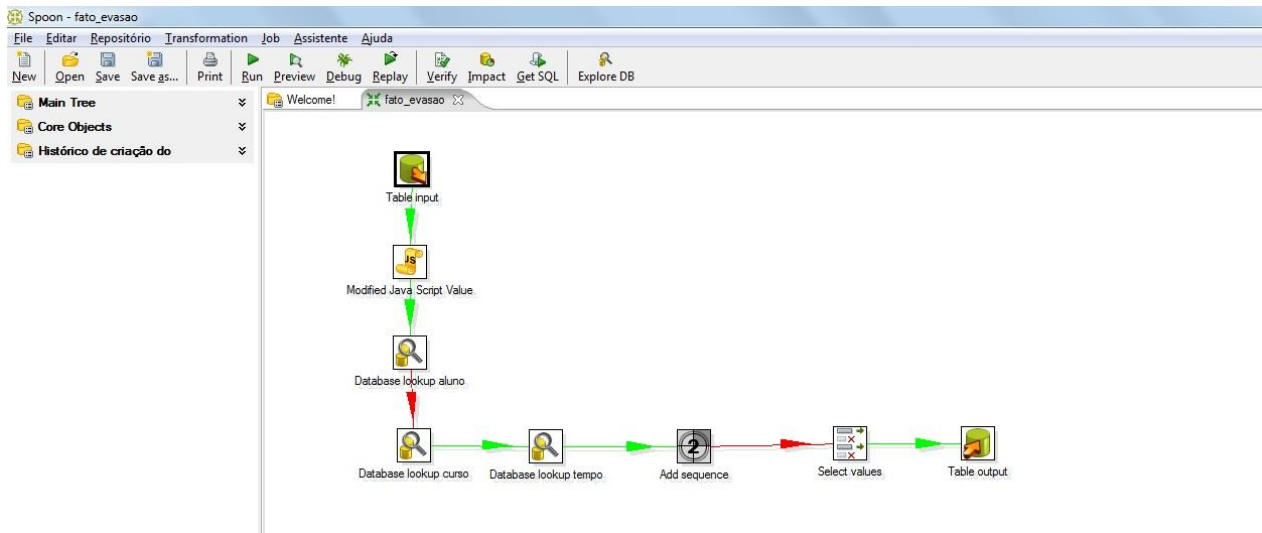 Spoon - fato_evasao
File Editar Repositório Transformation Job Assistente Ajuda
New Open Save Save as... Print Run Preview Debug Replay Verify Impact Get SQL Explore DB
Main Tree
Core Objects
Histórico de criação do
Welcome! fato_evasao
Table input
JS
Modified Java Script Value
Database lookup aluno
2
Database lookup curso Database lookup tempo Add sequence Select values Table output